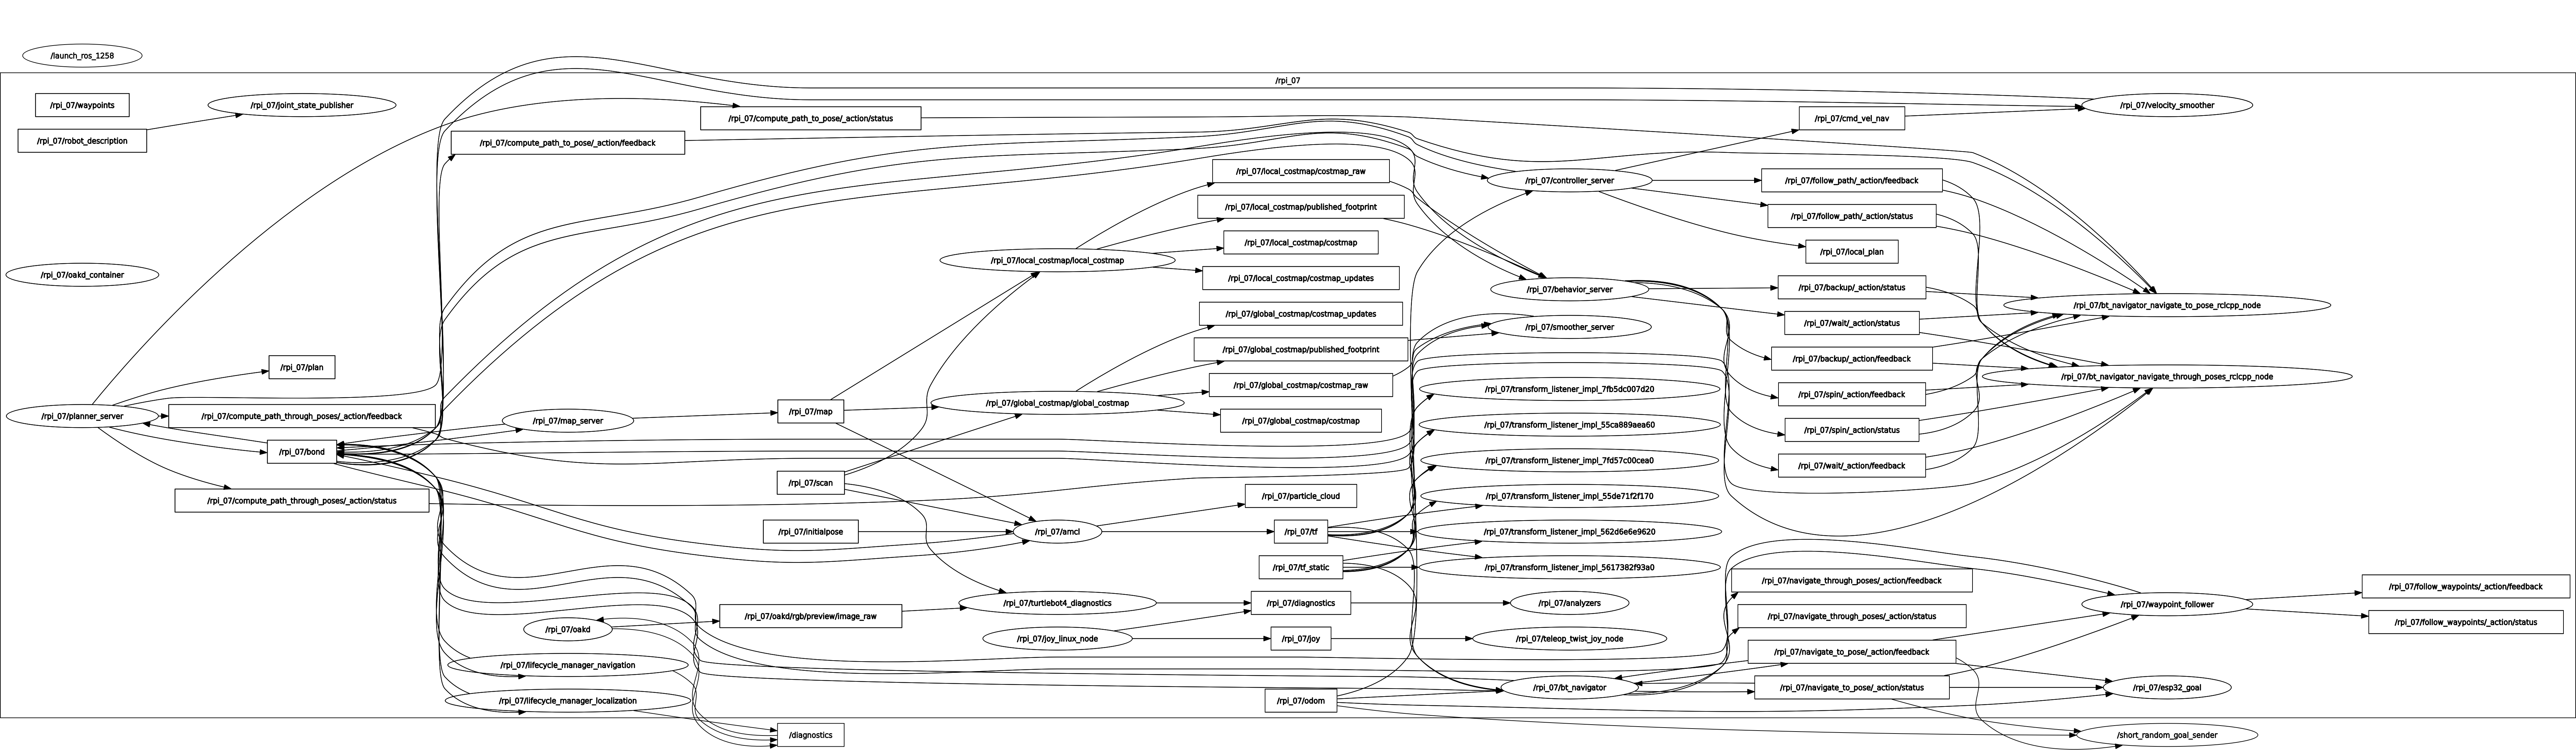 /launch_ros_1258
/rpi_07
/rpi_07/waypoints
/rpi_07/joint_state_publisher
/rpi_07/robot_description
/rpi_07/compute_path_to_pose/_action/status
/rpi_07/compute_path_to_pose/_action/feedback
/rpi_07/velocity_smoother
/rpi_07/cmd_vel_nav
/rpi_07/local_costmap/costmap_raw
/rpi_07/controller_server
/rpi_07/follow_path/_action/feedback
/rpi_07/local_costmap/published_footprint
/rpi_07/follow_path/_action/status
/rpi_07/local_costmap/costmap
/rpi_07/local_plan
/rpi_07/local_costmap/local_costmap
/rpi_07/oakd_container
/rpi_07/local_costmap/costmap_updates
/rpi_07/behavior_server
/rpi_07/backup/_action/status
/rpi_07/bt_navigator_navigate_to_pose_rclcpp_node
/rpi_07/global_costmap/costmap_updates
/rpi_07/smoother_server
/rpi_07/wait/_action/status
/rpi_07/global_costmap/published_footprint
/rpi_07/backup/_action/feedback
/rpi_07/plan
/rpi_07/bt_navigator_navigate_through_poses_rclcpp_node
/rpi_07/global_costmap/costmap_raw
/rpi_07/transform_listener_impl_7fb5dc007d20
/rpi_07/spin/_action/feedback
/rpi_07/global_costmap/global_costmap
/rpi_07/planner_server
/rpi_07/compute_path_through_poses/_action/feedback
/rpi_07/map_server
/rpi_07/map
/rpi_07/global_costmap/costmap
/rpi_07/transform_listener_impl_55ca889aea60
/rpi_07/spin/_action/status
/rpi_07/bond
/rpi_07/transform_listener_impl_7fd57c00cea0
/rpi_07/wait/_action/feedback
/rpi_07/scan
/rpi_07/compute_path_through_poses/_action/status
/rpi_07/particle_cloud
/rpi_07/transform_listener_impl_55de71f2f170
/rpi_07/initialpose
/rpi_07/amcl
/rpi_07/tf
/rpi_07/transform_listener_impl_562d6e6e9620
/rpi_07/tf_static
/rpi_07/transform_listener_impl_5617382f93a0
/rpi_07/navigate_through_poses/_action/feedback
/rpi_07/follow_waypoints/_action/feedback
/rpi_07/turtlebot4_diagnostics
/rpi_07/diagnostics
/rpi_07/analyzers
/rpi_07/waypoint_follower
/rpi_07/oakd/rgb/preview/image_raw
/rpi_07/navigate_through_poses/_action/status
/rpi_07/follow_waypoints/_action/status
/rpi_07/oakd
/rpi_07/joy_linux_node
/rpi_07/joy
/rpi_07/teleop_twist_joy_node
/rpi_07/navigate_to_pose/_action/feedback
/rpi_07/lifecycle_manager_navigation
/rpi_07/bt_navigator
/rpi_07/navigate_to_pose/_action/status
/rpi_07/esp32_goal
/rpi_07/lifecycle_manager_localization
/rpi_07/odom
/diagnostics
/short_random_goal_sender